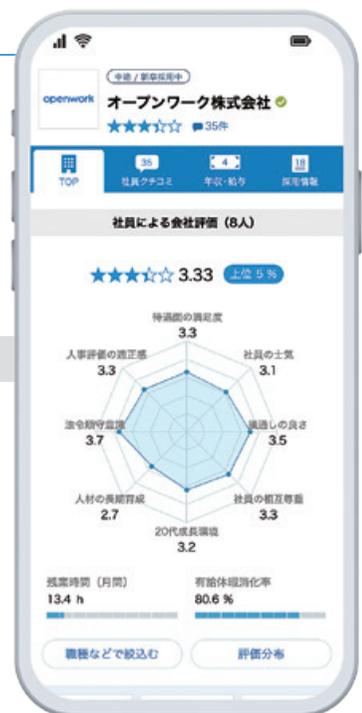 中途 / 新卒採用中
openwork
オープンワーク株式会社
35件
35
4
18
TOP
社員クチコミ
年収・給与
採用情報
社員による会社評価（8人）
3.33
上位 5 %
待遇面の満足度
3.3
人事評価の適正感
3.3
社員の士気
3.1
法令順守意識
3.7
風通しの良さ
3.5
人材の長期育成
2.7
社員の相互尊重
3.3
20代成長環境
3.2
残業時間（月間）
有給休暇消化率
13.4 h
80.6 %
職種などで絞込む
評価分布